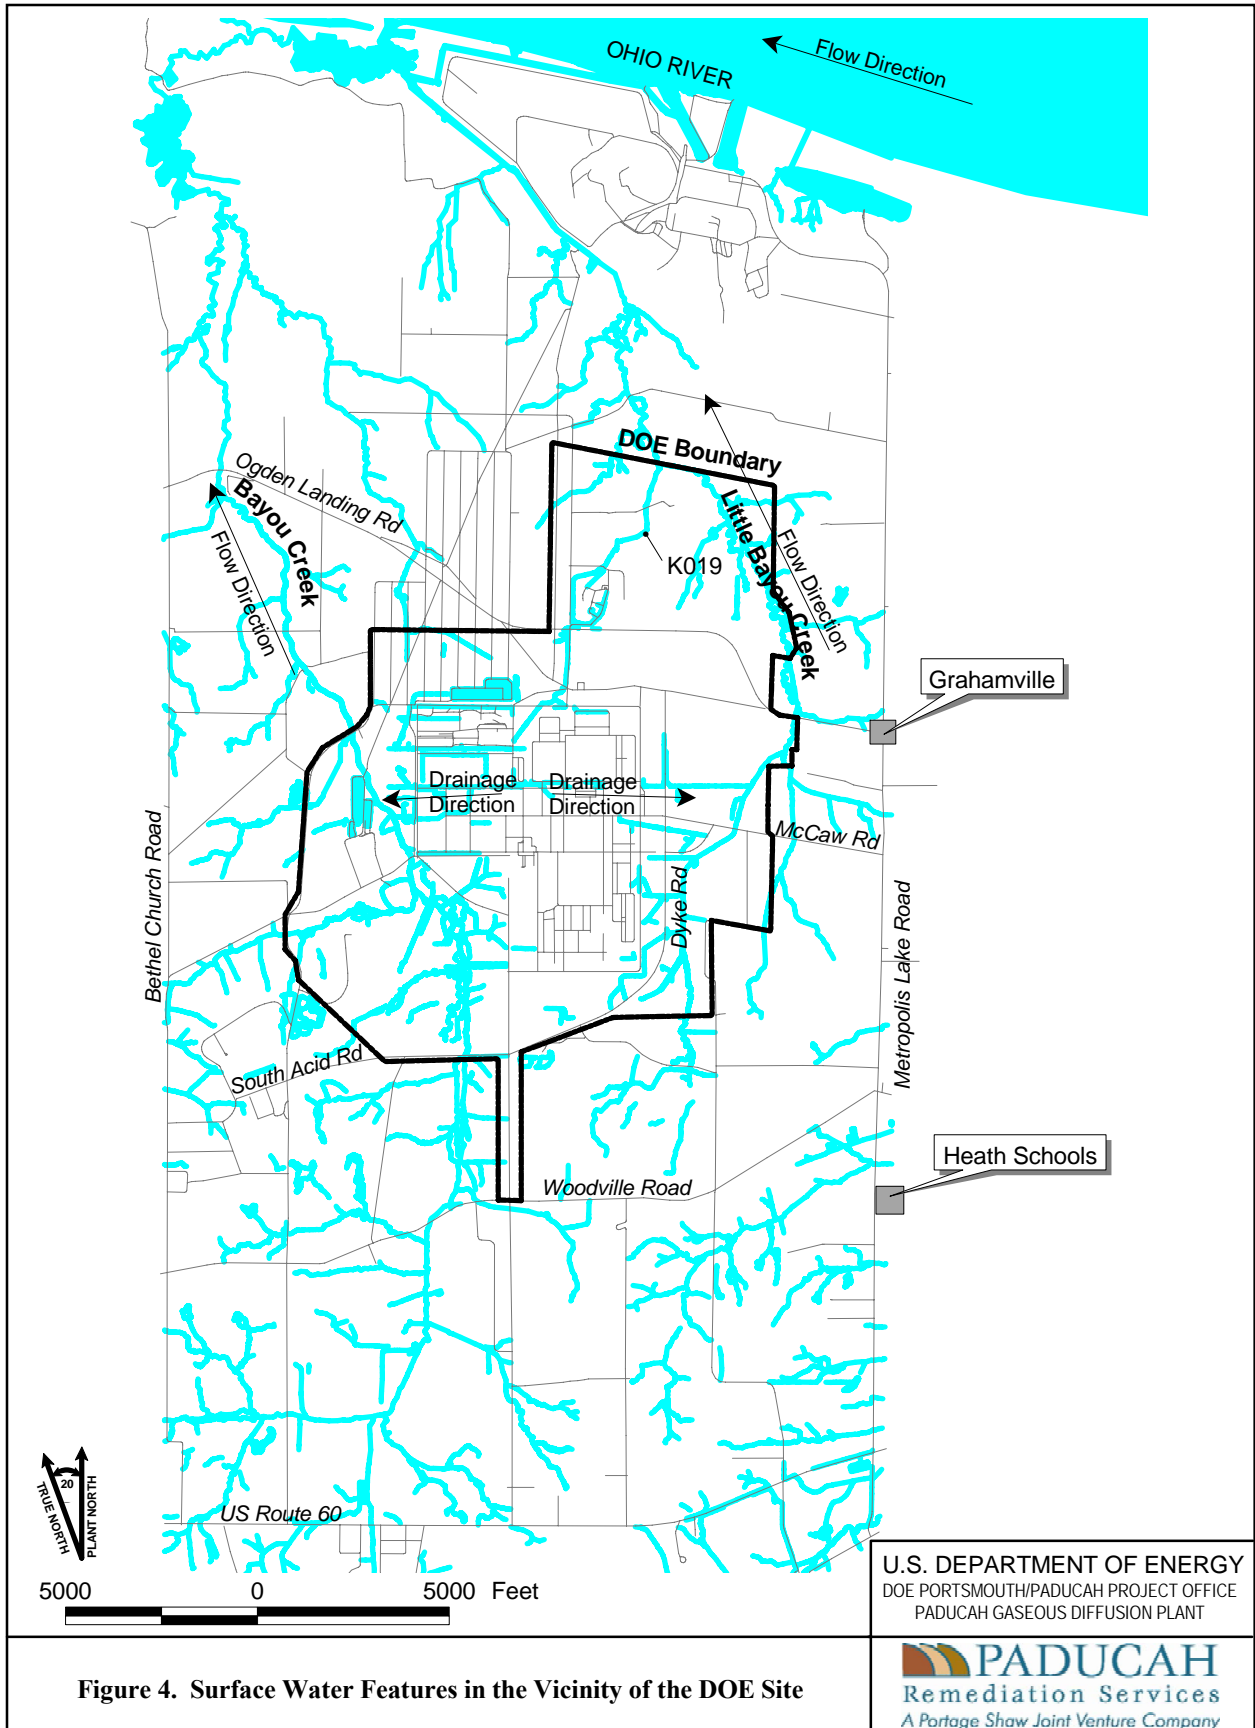 OHIO RIVER
Flow Direction
DOE Boundary
Ogden Landing Rd
Bayou Creek
Flow Direction
Little Bayou Creek
Flow Direction
K019
Grahamville
Drainage
Direction
Drainage
Direction
McCaw Rd
Dyke Rd
Bethel Church Road
Metropolis Lake Road
South Acid Rd
Heath Schools
Woodville Road
US Route 60
20
TRUE NORTH
PLANT NORTH
5000 0 5000 Feet
U.S. DEPARTMENT OF ENERGY
DOE PORTSMOUTH/PADUCAH PROJECT OFFICE
PADUCAH GASEOUS DIFFUSION PLANT
Figure 4. Surface Water Features in the Vicinity of the DOE Site
PADUCAH
Remediation Services
A Portage Shaw Joint Venture Company